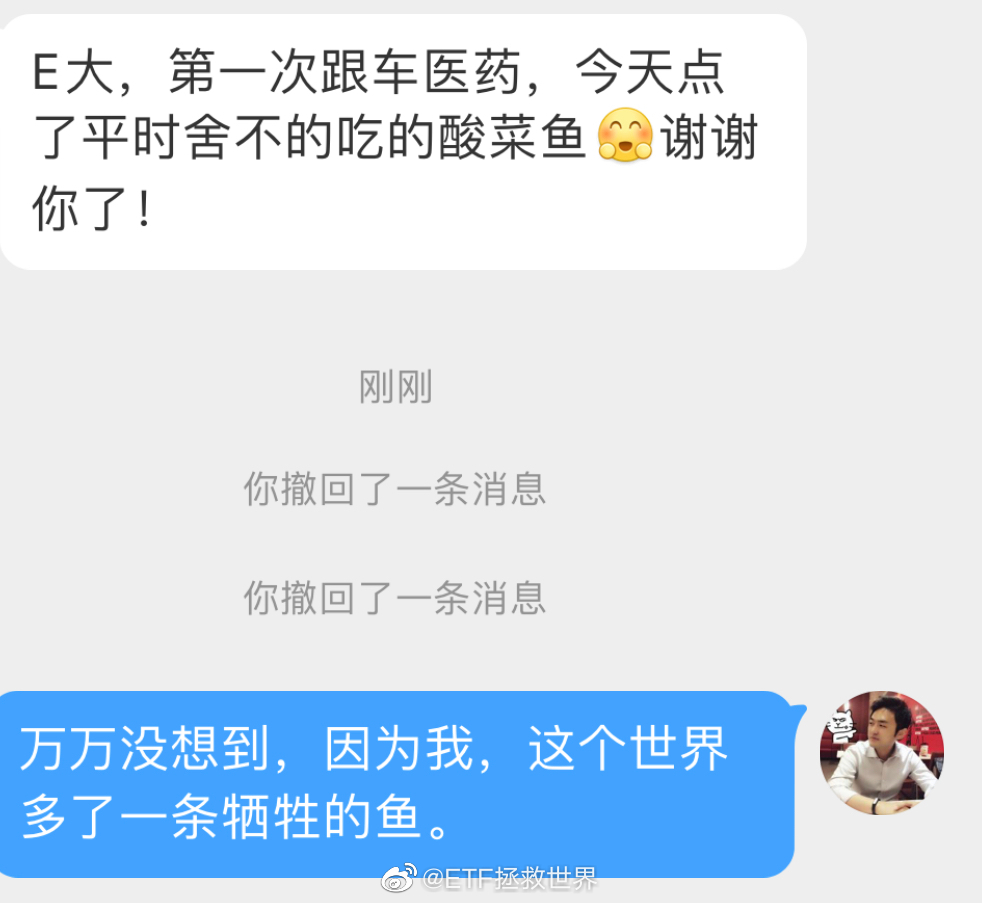 E大，第一次跟车医药，今天点
了平时舍不的吃的酸菜鱼🤗谢谢
你了！
刚刚
你撤回了一条消息
你撤回了一条消息
万万没想到，因为我，这个世界
多了一条牺牲的鱼。
@ETF拯救世界